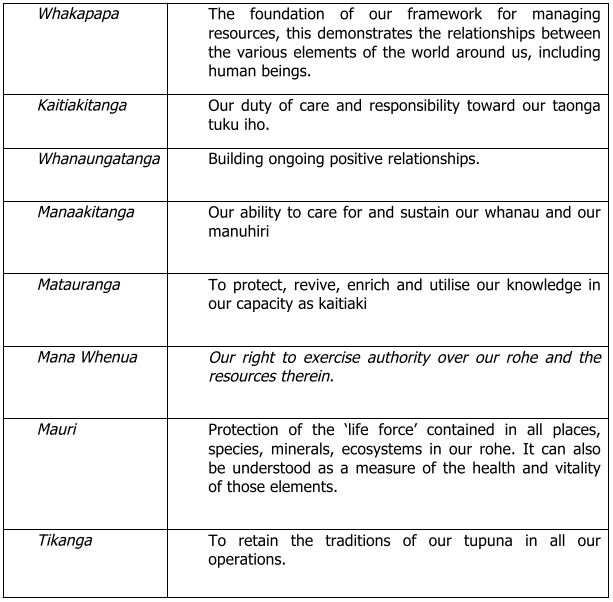 Whakapapa The foundation of our framework for managing
resources, this demonstrates the relationships between
the various elements of the world around us, including
human beings.
Kaitiakitanga Our duty of care and responsibility toward our taonga
tuku iho.
Whanaungatanga Building ongoing positive relationships.
Manaakitanga Our ability to care for and sustain our whanau and our
manuhiri
Matauranga To protect, revive, enrich and utilise our knowledge in
our capacity as kaitiaki
Mana Whenua Our right to exercise authority over our rohe and the
resources therein.
Mauri Protection of the ‘life force’ contained in all places,
species, minerals, ecosystems in our rohe. It can also
be understood as a measure of the health and vitality
of those elements.
Tikanga To retain the traditions of our tupuna in all our
operations.